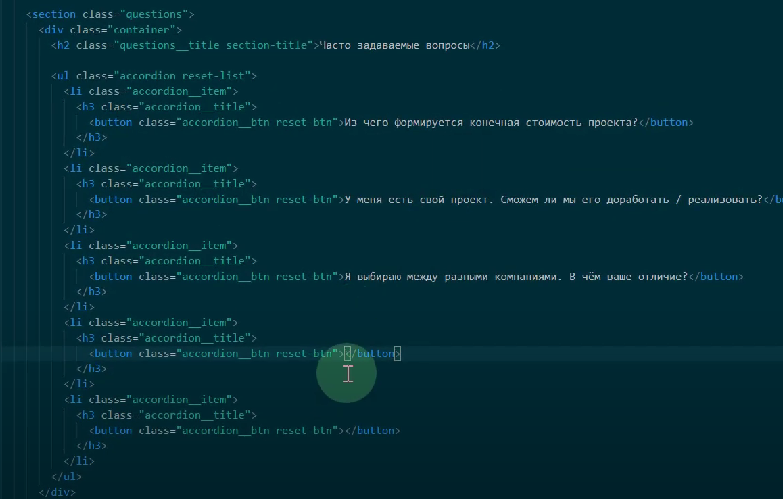 <section class="questions">
<div class="container">
<h2 class="questions__title section-title">Часто задаваемые вопросы</h2>
<ul class="accordion reset-list">
<li class="accordion__item">
<h3 class="accordion__title">
<button class="accordion__btn reset-btn">Из чего формируется конечная стоимость проекта?</button>
</h3>
</li>
<li class="accordion__item">
<h3 class="accordion__title">
<button class="accordion__btn reset-btn">У меня есть свой проект. Сможем ли мы его доработать / реализовать?</bu
</h3>
</li>
<li class="accordion__item">
<h3 class="accordion__title">
<button class="accordion__btn reset-btn">Я выбираю между разными компаниями. В чём ваше отличие?</button>
</h3>
</li>
<li class="accordion__item">
<h3 class="accordion__title">
<button class="accordion__btn reset-btn"></button>
</h3>
</li>
<li class="accordion__item">
<h3 class="accordion__title">
<button class="accordion__btn reset-btn"></button>
</h3>
</li>
</ul>
</div>